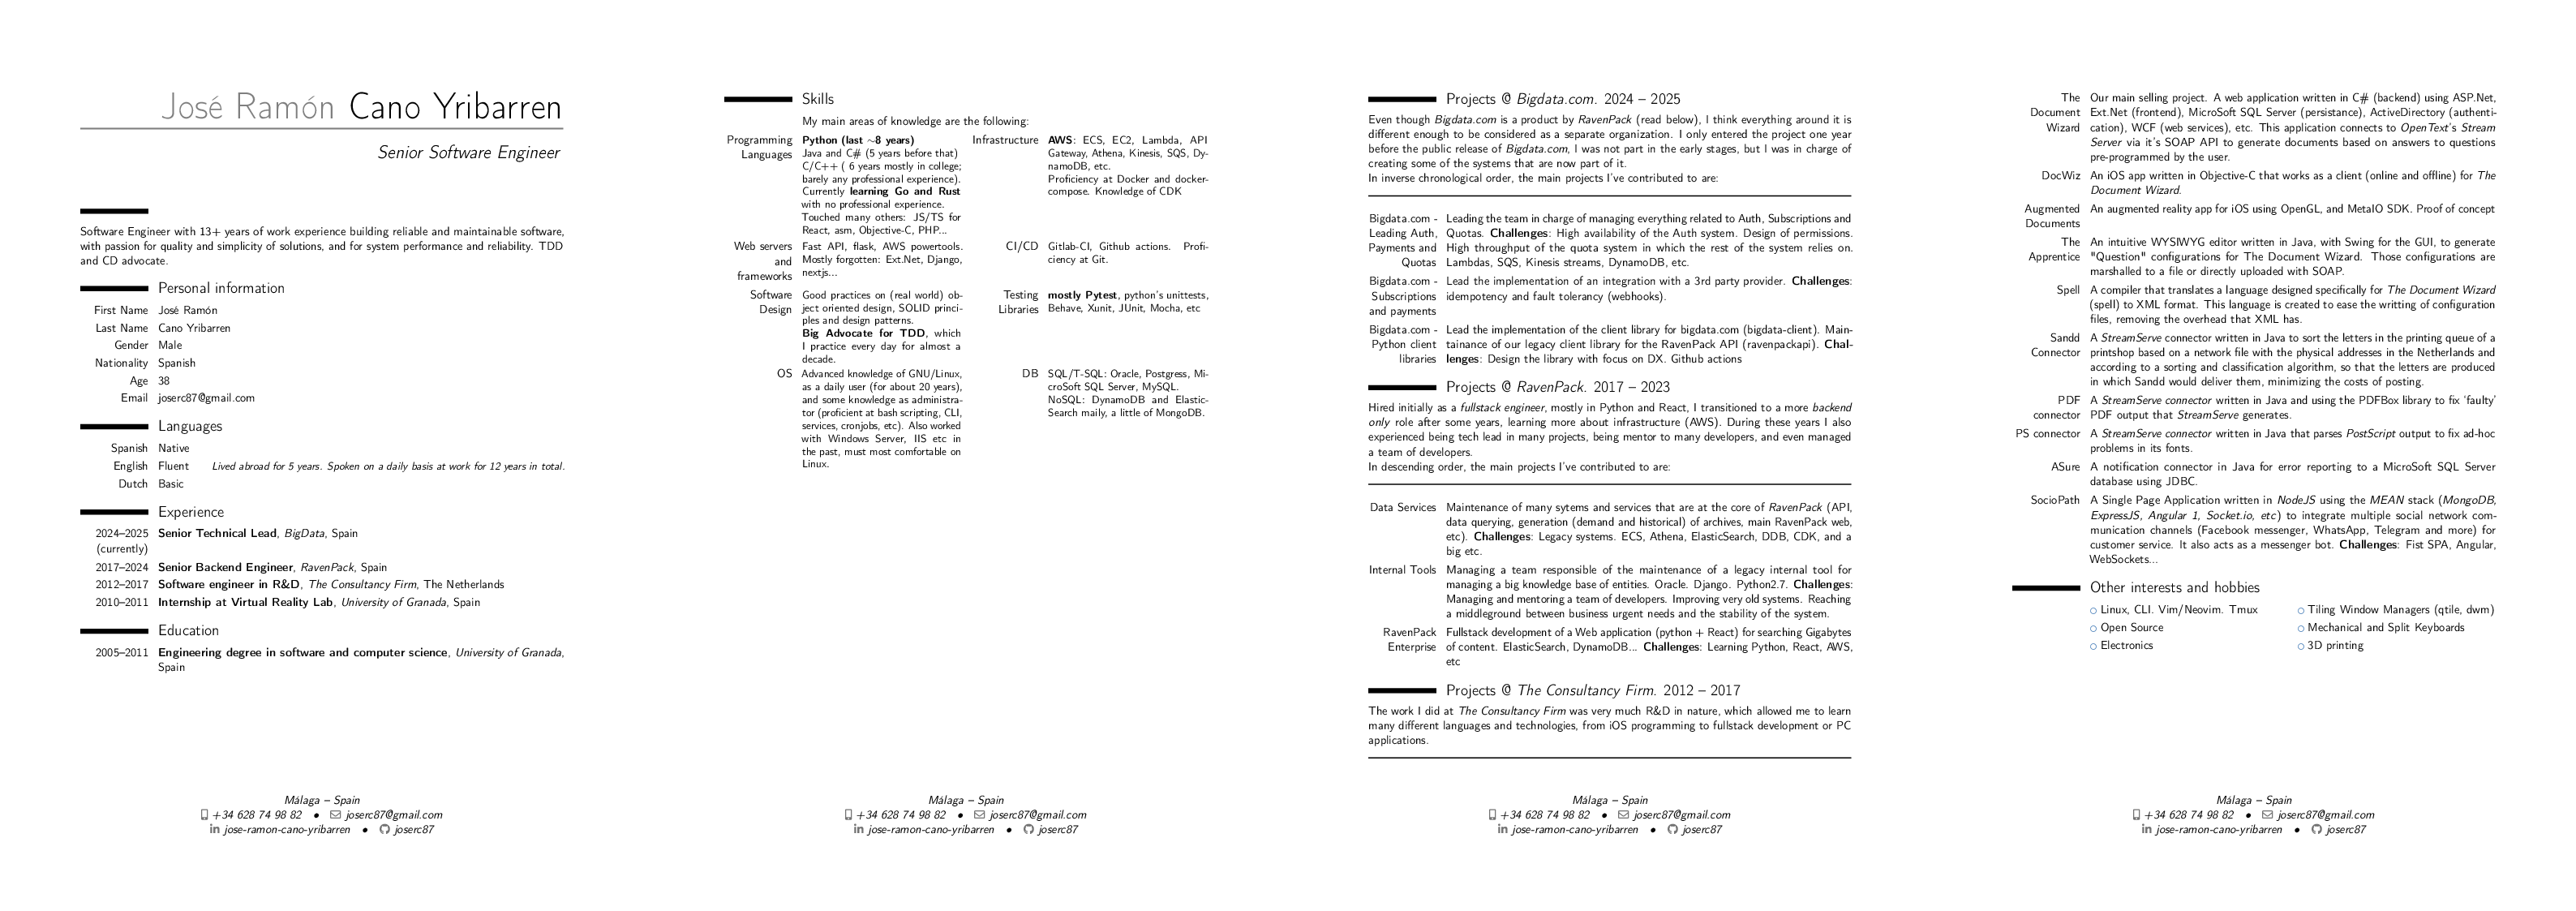 José Ramón Cano Yribarren
Senior Software Engineer
Software Engineer with 13+ years of work experience building reliable and maintainable software,
with passion for quality and simplicity of solutions, and for system performance and reliability. TDD
and CD advocate.
Personal information
First Name José Ramón
Last Name Cano Yribarren
Gender Male
Nationality Spanish
Age 38
Email joserc87@gmail.com
Languages
Spanish Native
English Fluent Lived abroad for 5 years. Spoken on a daily basis at work for 12 years in total.
Dutch Basic
Experience
2024–2025 Senior Technical Lead, BigData, Spain
(currently)
2017–2024 Senior Backend Engineer, RavenPack, Spain
2012–2017 Software engineer in R&D, The Consultancy Firm, The Netherlands
2010–2011 Internship at Virtual Reality Lab, University of Granada, Spain
Education
2005–2011 Engineering degree in software and computer science, University of Granada,
Spain
Málaga – Spain
+34 628 74 98 82 • joserc87@gmail.com
jose-ramon-cano-yribarren • joserc87
Skills
My main areas of knowledge are the following:
Programming
Languages
Python (last ~8 years)
Java and C# (5 years before that)
C/C++ ( 6 years mostly in college;
barely any professional experience).
Currently learning Go and Rust
with no professional experience.
Touched many others: JS/TS for
React, asm, Objective-C, PHP...
Infrastructure
AWS: ECS, EC2, Lambda, API
Gateway, Athena, Kinesis, SQS, Dy-
namoDB, etc.
Proficiency at Docker and docker-
compose. Knowledge of CDK
Web servers
and
frameworks
Fast API, flask, AWS powertools.
Mostly forgotten: Ext.Net, Django,
nextjs...
CI/CD
Gitlab-CI, Github actions. Profi-
ciency at Git.
Software
Design
Good practices on (real world) ob-
ject oriented design, SOLID princi-
ples and design patterns.
Big Advocate for TDD, which
I practice every day for almost a
decade.
Testing
Libraries
mostly Pytest, python's unittests,
Behave, Xunit, JUnit, Mocha, etc
OS
Advanced knowledge of GNU/Linux,
as a daily user (for about 20 years),
and some knowledge as administra-
tor (proficient at bash scripting, CLI,
services, cronjobs, etc). Also worked
with Windows Server, IIS etc in
the past, must most comfortable on
Linux.
DB
SQL/T-SQL: Oracle, Postgress, Mi-
croSoft SQL Server, MySQL.
NoSQL: DynamoDB and Elastic-
Search maily, a little of MongoDB.
Málaga – Spain
+34 628 74 98 82 • joserc87@gmail.com
jose-ramon-cano-yribarren • joserc87
Projects @ Bigdata.com. 2024 – 2025
Even though Bigdata.com is a product by RavenPack (read below), I think everything around it is
different enough to be considered as a separate organization. I only entered the project one year
before the public release of Bigdata.com, I was not part in the early stages, but I was in charge of
creating some of the systems that are now part of it.
In inverse chronological order, the main projects I've contributed to are:
Bigdata.com -
Leading Auth,
Payments and
Quotas
Leading the team in charge of managing everything related to Auth, Subscriptions and
Quotas. Challenges: High availability of the Auth system. Design of permissions.
High throughput of the quota system in which the rest of the system relies on.
Lambdas, SQS, Kinesis streams, DynamoDB, etc.
Bigdata.com -
Subscriptions
and payments
Lead the implementation of an integration with a 3rd party provider. Challenges:
idempotency and fault tolerancy (webhooks).
Bigdata.com -
Python client
libraries
Lead the implementation of the client library for bigdata.com (bigdata-client). Main-
tainance of our legacy client library for the RavenPack API (ravenpackapi). Chal-
lenges: Design the library with focus on DX. Github actions
Projects @ RavenPack. 2017 – 2023
Hired initially as a fullstack engineer, mostly in Python and React, I transitioned to a more backend
only role after some years, learning more about infrastructure (AWS). During these years I also
experienced being tech lead in many projects, being mentor to many developers, and even managed
a team of developers.
In descending order, the main projects I've contributed to are:
Data Services
Maintenance of many sytems and services that are at the core of RavenPack (API,
data querying, generation (demand and historical) of archives, main RavenPack web,
etc). Challenges: Legacy systems. ECS, Athena, ElasticSearch, DDB, CDK, and a
big etc.
Internal Tools
Managing a team responsible of the maintenance of a legacy internal tool for
managing a big knowledge base of entities. Oracle. Django. Python2.7. Challenges:
Managing and mentoring a team of developers. Improving very old systems. Reaching
a middleground between business urgent needs and the stability of the system.
RavenPack
Enterprise
Fullstack development of a Web application (python + React) for searching Gigabytes
of content. ElasticSearch, DynamoDB... Challenges: Learning Python, React, AWS,
etc
Projects @ The Consultancy Firm. 2012 – 2017
The work I did at The Consultancy Firm was very much R&D in nature, which allowed me to learn
many different languages and technologies, from iOS programming to fullstack development or PC
applications.
Málaga – Spain
+34 628 74 98 82 • joserc87@gmail.com
jose-ramon-cano-yribarren • joserc87
The
Document
Wizard
Our main selling project. A web application written in C# (backend) using ASP.Net,
Ext.Net (frontend), MicroSoft SQL Server (persistance), ActiveDirectory (authenti-
cation), WCF (web services), etc. This application connects to OpenText's Stream
Server via it's SOAP API to generate documents based on answers to questions
pre-programmed by the user.
DocWiz
An iOS app written in Objective-C that works as a client (online and offline) for The
Document Wizard.
Augmented
Documents
An augmented reality app for iOS using OpenGL, and MetaIO SDK. Proof of concept
The
Apprentice
An intuitive WYSIWYG editor written in Java, with Swing for the GUI, to generate
"Question" configurations for The Document Wizard. Those configurations are
marshalled to a file or directly uploaded with SOAP.
Spell
A compiler that translates a language designed specifically for The Document Wizard
(spell) to XML format. This language is created to ease the writting of configuration
files, removing the overhead that XML has.
Sandd
Connector
A StreamServe connector written in Java to sort the letters in the printing queue of a
printshop based on a network file with the physical addresses in the Netherlands and
according to a sorting and classification algorithm, so that the letters are produced
in which Sandd would deliver them, minimizing the costs of posting.
PDF
connector
A StreamServe connector written in Java and using the PDFBox library to fix 'faulty'
PDF output that StreamServe generates.
PS connector
A StreamServe connector written in Java that parses PostScript output to fix ad-hoc
problems in its fonts.
ASure
A notification connector in Java for error reporting to a MicroSoft SQL Server
database using JDBC.
SocioPath
A Single Page Application written in NodeJS using the MEAN stack (MongoDB,
ExpressJS, Angular 1, Socket.io, etc) to integrate multiple social network com-
munication channels (Facebook messenger, WhatsApp, Telegram and more) for
customer service. It also acts as a messenger bot. Challenges: Fist SPA, Angular,
WebSockets...
Other interests and hobbies
Linux, CLI. Vim/Neovim. Tmux
Tiling Window Managers (qtile, dwm)
Open Source
Mechanical and Split Keyboards
Electronics
3D printing
Málaga – Spain
+34 628 74 98 82 • joserc87@gmail.com
jose-ramon-cano-yribarren • joserc87